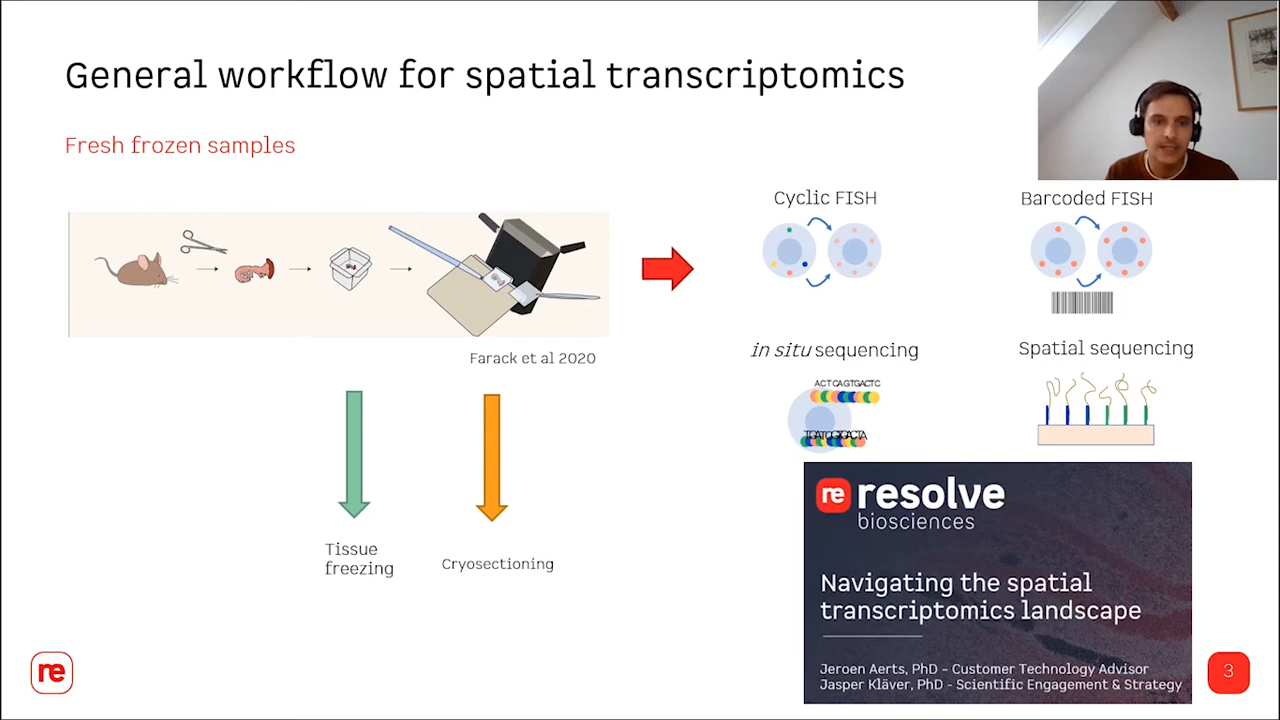 General workflow for spatial transcriptomics
Fresh frozen samples
Farack et al 2020
Tissue
freezing
Cryosectioning
Cyclic FISH
Barcoded FISH
in situ sequencing
Spatial sequencing
ACTCAGTGACTC
re resolve
biosciences
Navigating the spatial
transcriptomics landscape
Jeroen Aerts, PhD - Customer Technology Advisor
Jasper Kläver, PhD - Scientific Engagement & Strategy
re
3